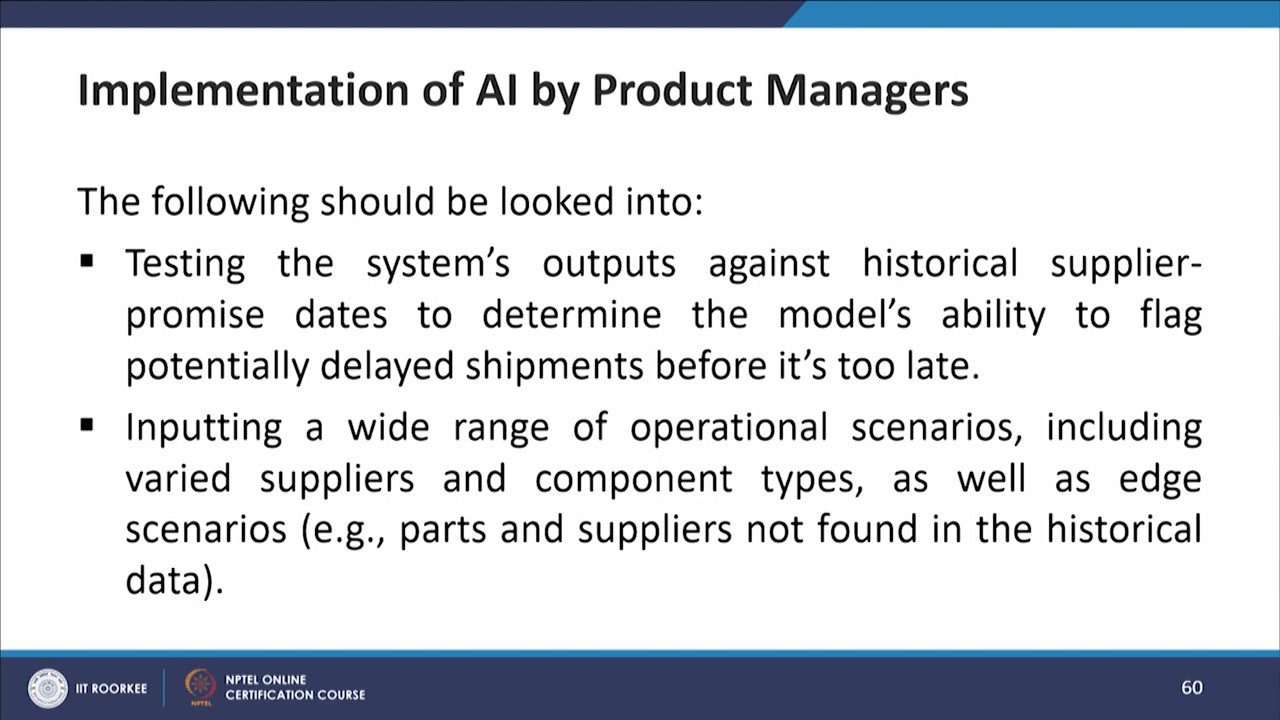 Implementation of AI by Product Managers
The following should be looked into:
▪ Testing the system’s outputs against historical supplier-
promise dates to determine the model’s ability to flag
potentially delayed shipments before it’s too late.
▪ Inputting a wide range of operational scenarios, including
varied suppliers and component types, as well as edge
scenarios (e.g., parts and suppliers not found in the historical
data).
IIT ROORKEE
NPTEL
NPTEL ONLINE
CERTIFICATION COURSE
60